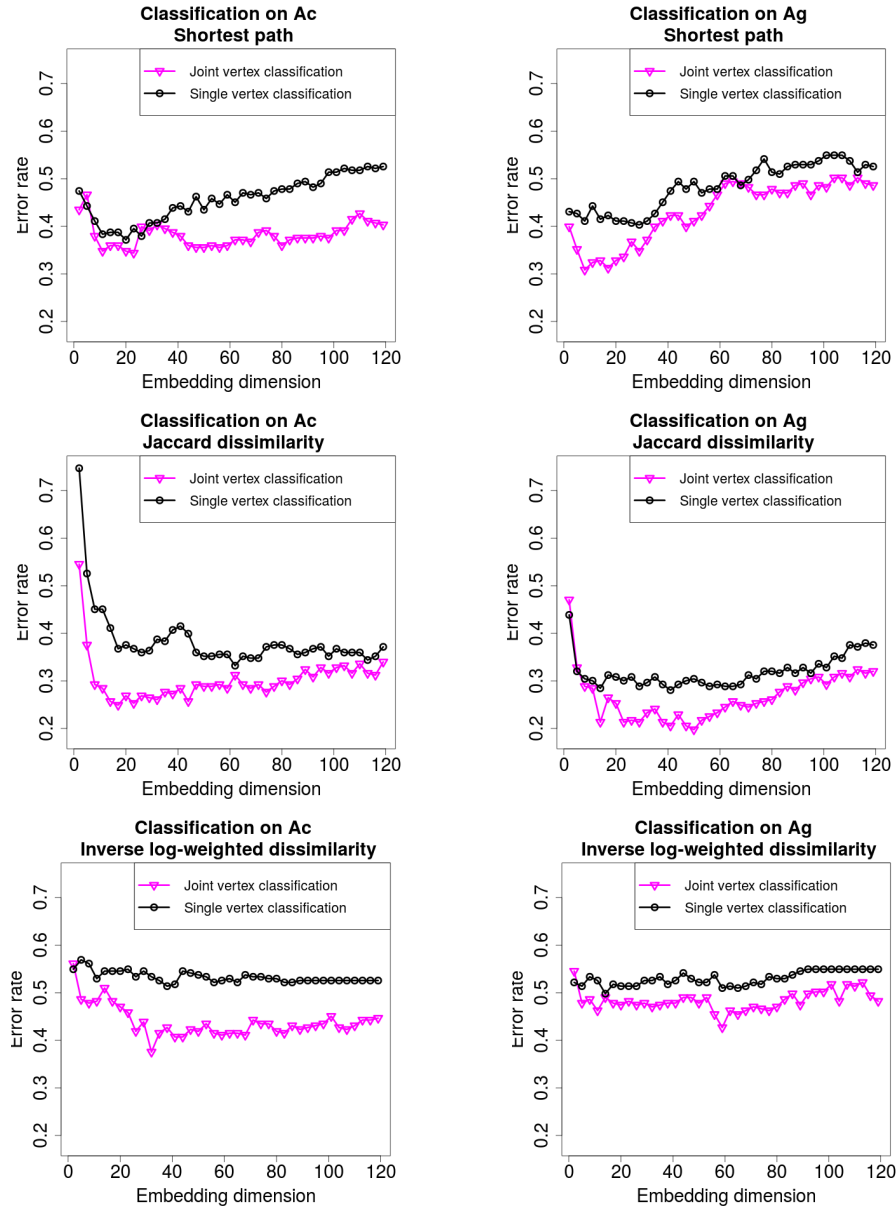 Classification on Ac
Shortest path
Joint vertex classification
Single vertex classification
Error rate
0.7
0.6
0.5
0.4
0.3
0.2
0 20 40 60 80 100 120
Embedding dimension
Classification on Ag
Shortest path
Joint vertex classification
Single vertex classification
Error rate
0.7
0.6
0.5
0.4
0.3
0.2
0 20 40 60 80 100 120
Embedding dimension
Classification on Ac
Jaccard dissimilarity
Joint vertex classification
Single vertex classification
Error rate
0.7
0.6
0.5
0.4
0.3
0.2
0 20 40 60 80 100 120
Embedding dimension
Classification on Ag
Jaccard dissimilarity
Joint vertex classification
Single vertex classification
Error rate
0.7
0.6
0.5
0.4
0.3
0.2
0 20 40 60 80 100 120
Embedding dimension
Classification on Ac
Inverse log-weighted dissimilarity
Joint vertex classification
Single vertex classification
Error rate
0.7
0.6
0.5
0.4
0.3
0.2
0 20 40 60 80 100 120
Embedding dimension
Classification on Ag
Inverse log-weighted dissimilarity
Joint vertex classification
Single vertex classification
Error rate
0.7
0.6
0.5
0.4
0.3
0.2
0 20 40 60 80 100 120
Embedding dimension